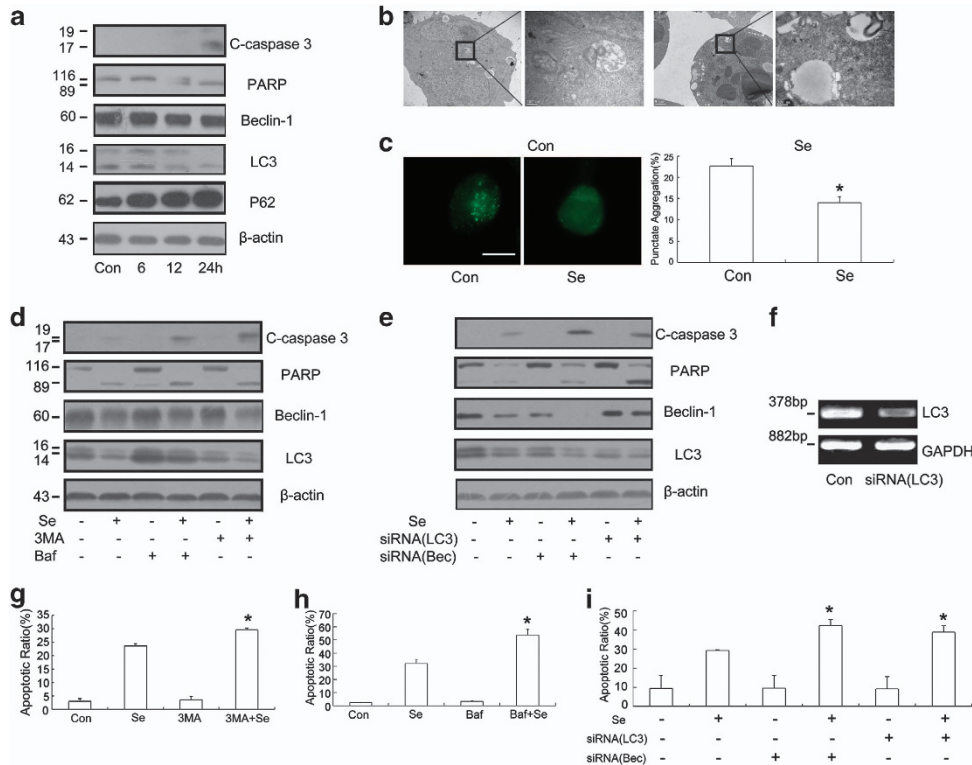 a
19
17
C-caspase 3
116
89
PARP
60
Beclin-1
16
14
LC3
62
P62
43
β-actin
Con 6 12 24h
b
Con Se
c
Con Se
Punctate Aggregation(%)
25
20
15
10
5
0
*
Con Se
d
19
17
C-caspase 3
116
89
PARP
60
Beclin-1
16
14
LC3
43
β-actin
Se - + - + - +
3MA - - - - + +
Baf - - + + - -
e
C-caspase 3
PARP
Beclin-1
LC3
β-actin
Se - + - + - +
siRNA(LC3) - - - - + +
siRNA(Bec) - - + + - -
f
378bp
LC3
882bp
GAPDH
Con siRNA(LC3)
g
Apoptotic Ratio(%)
35
30
25
20
15
10
5
0
*
Con Se 3MA 3MA+Se
h
Apoptotic Ratio(%)
70
60
50
40
30
20
10
0
*
Con Se Baf Baf+Se
i
Apoptotic Ratio(%)
50
40
30
20
10
0
* *
Se - + - + - +
siRNA(LC3) - - - - + +
siRNA(Bec) - - + + - -